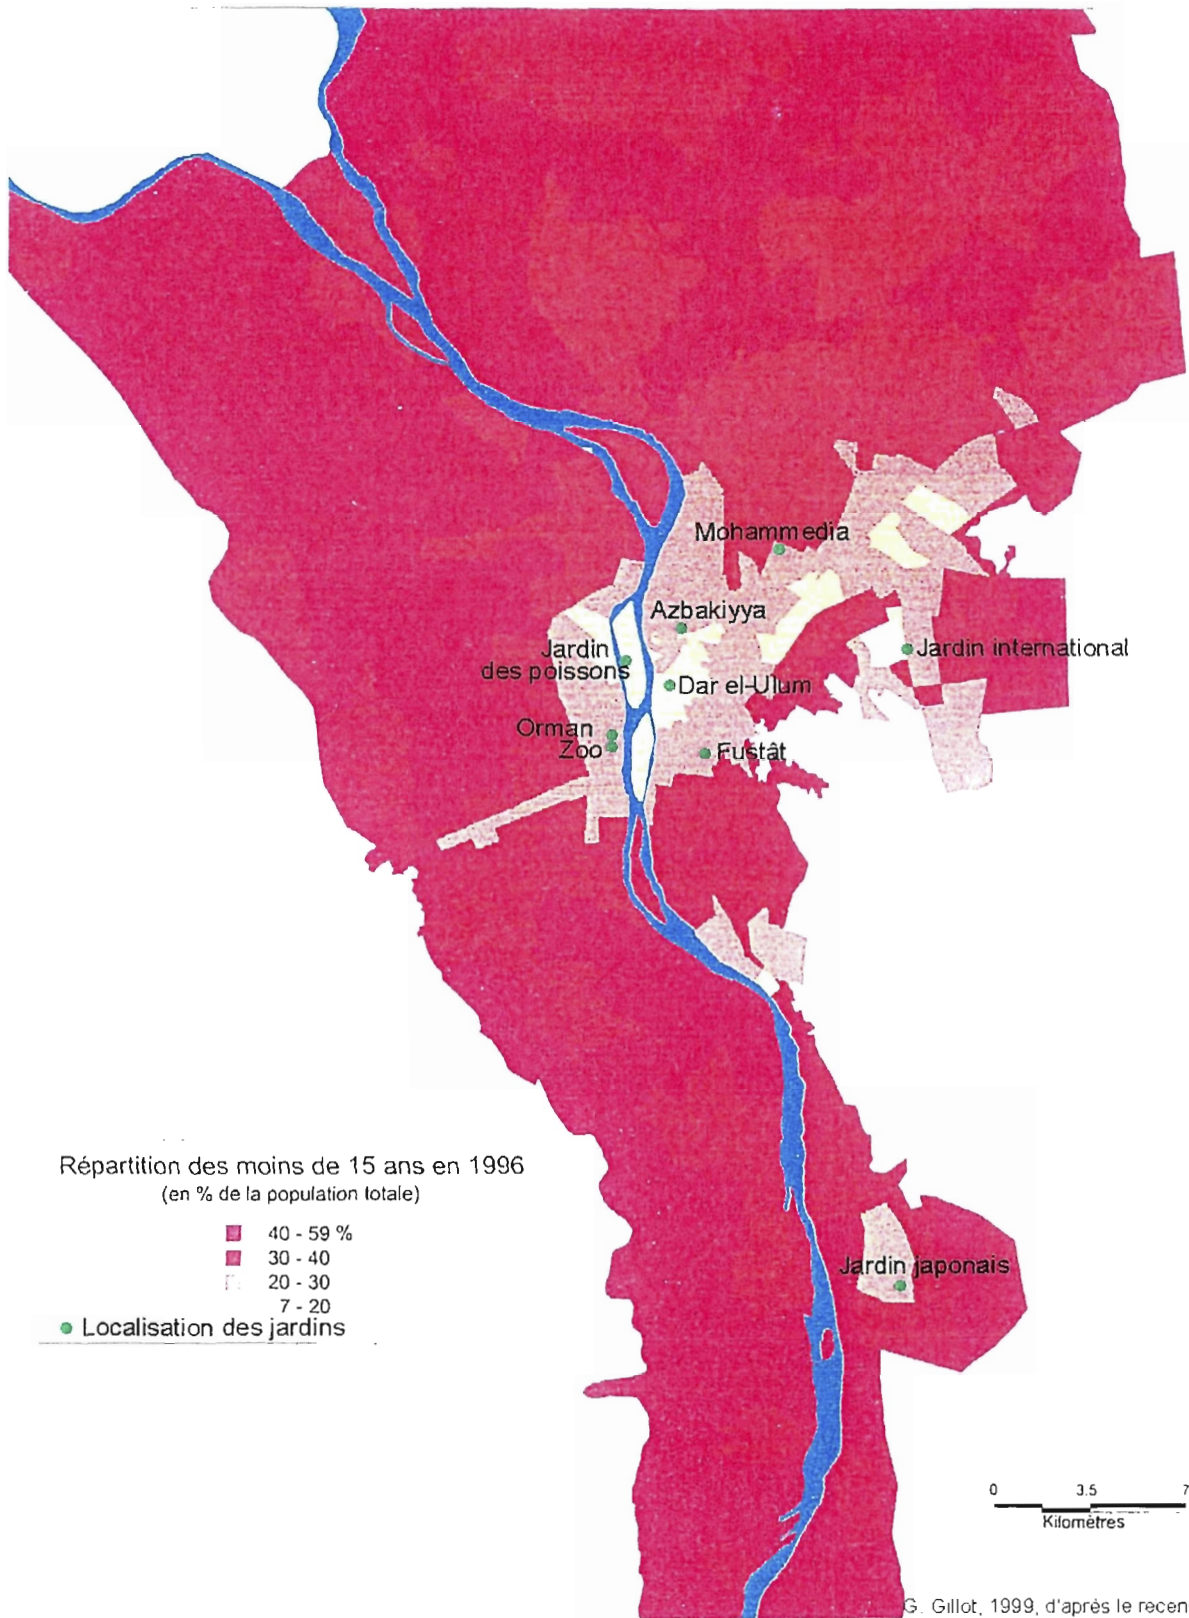 Mohammedia
Azbakiyya
Jardin
des poissons
Jardin international
Dar el-Ulum
Orman
Zoo
Fustât
Répartition des moins de 15 ans en 1996
(en % de la population totale)
40 - 59 %
30 - 40
20 - 30
7 - 20
Localisation des jardins
Jardin japonais
0 3.5 7
Kilomètres
G. Gillot, 1999, d'après le recen